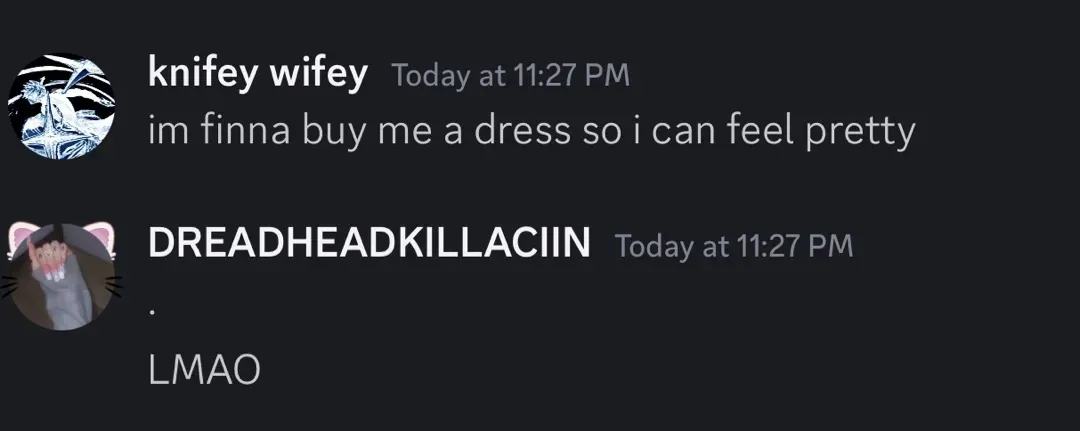 knifey wifey Today at 11:27 PM
im finna buy me a dress so i can feel pretty
DREADHEADKILLACIIN Today at 11:27 PM
.
LMAO